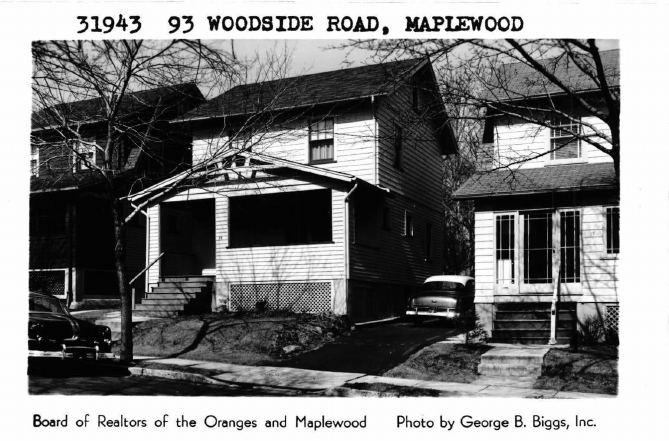 31943 93 WOODSIDE ROAD, MAPLEWOOD
Board of Realtors of the Oranges and Maplewood Photo by George B. Biggs, Inc.